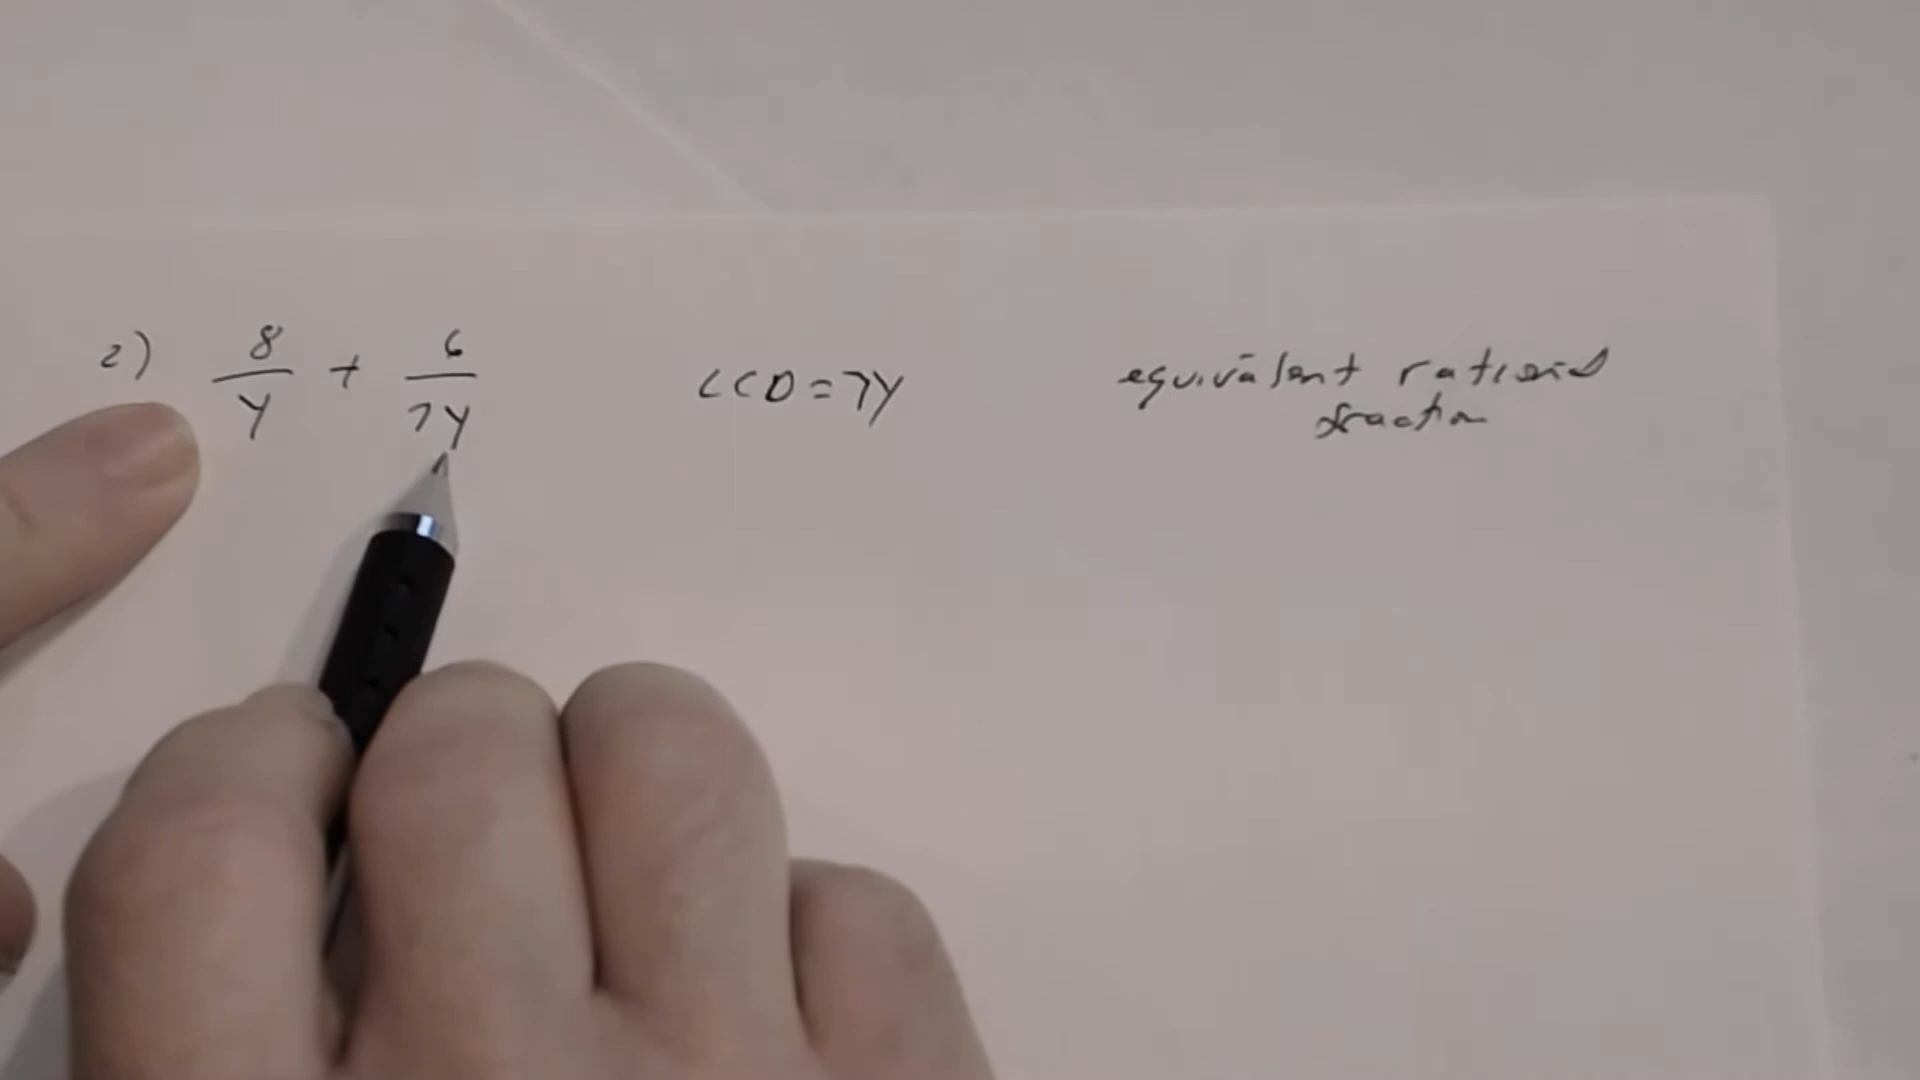 2) 8/y + 6/7y LCD = 7y equivalent rational
fraction